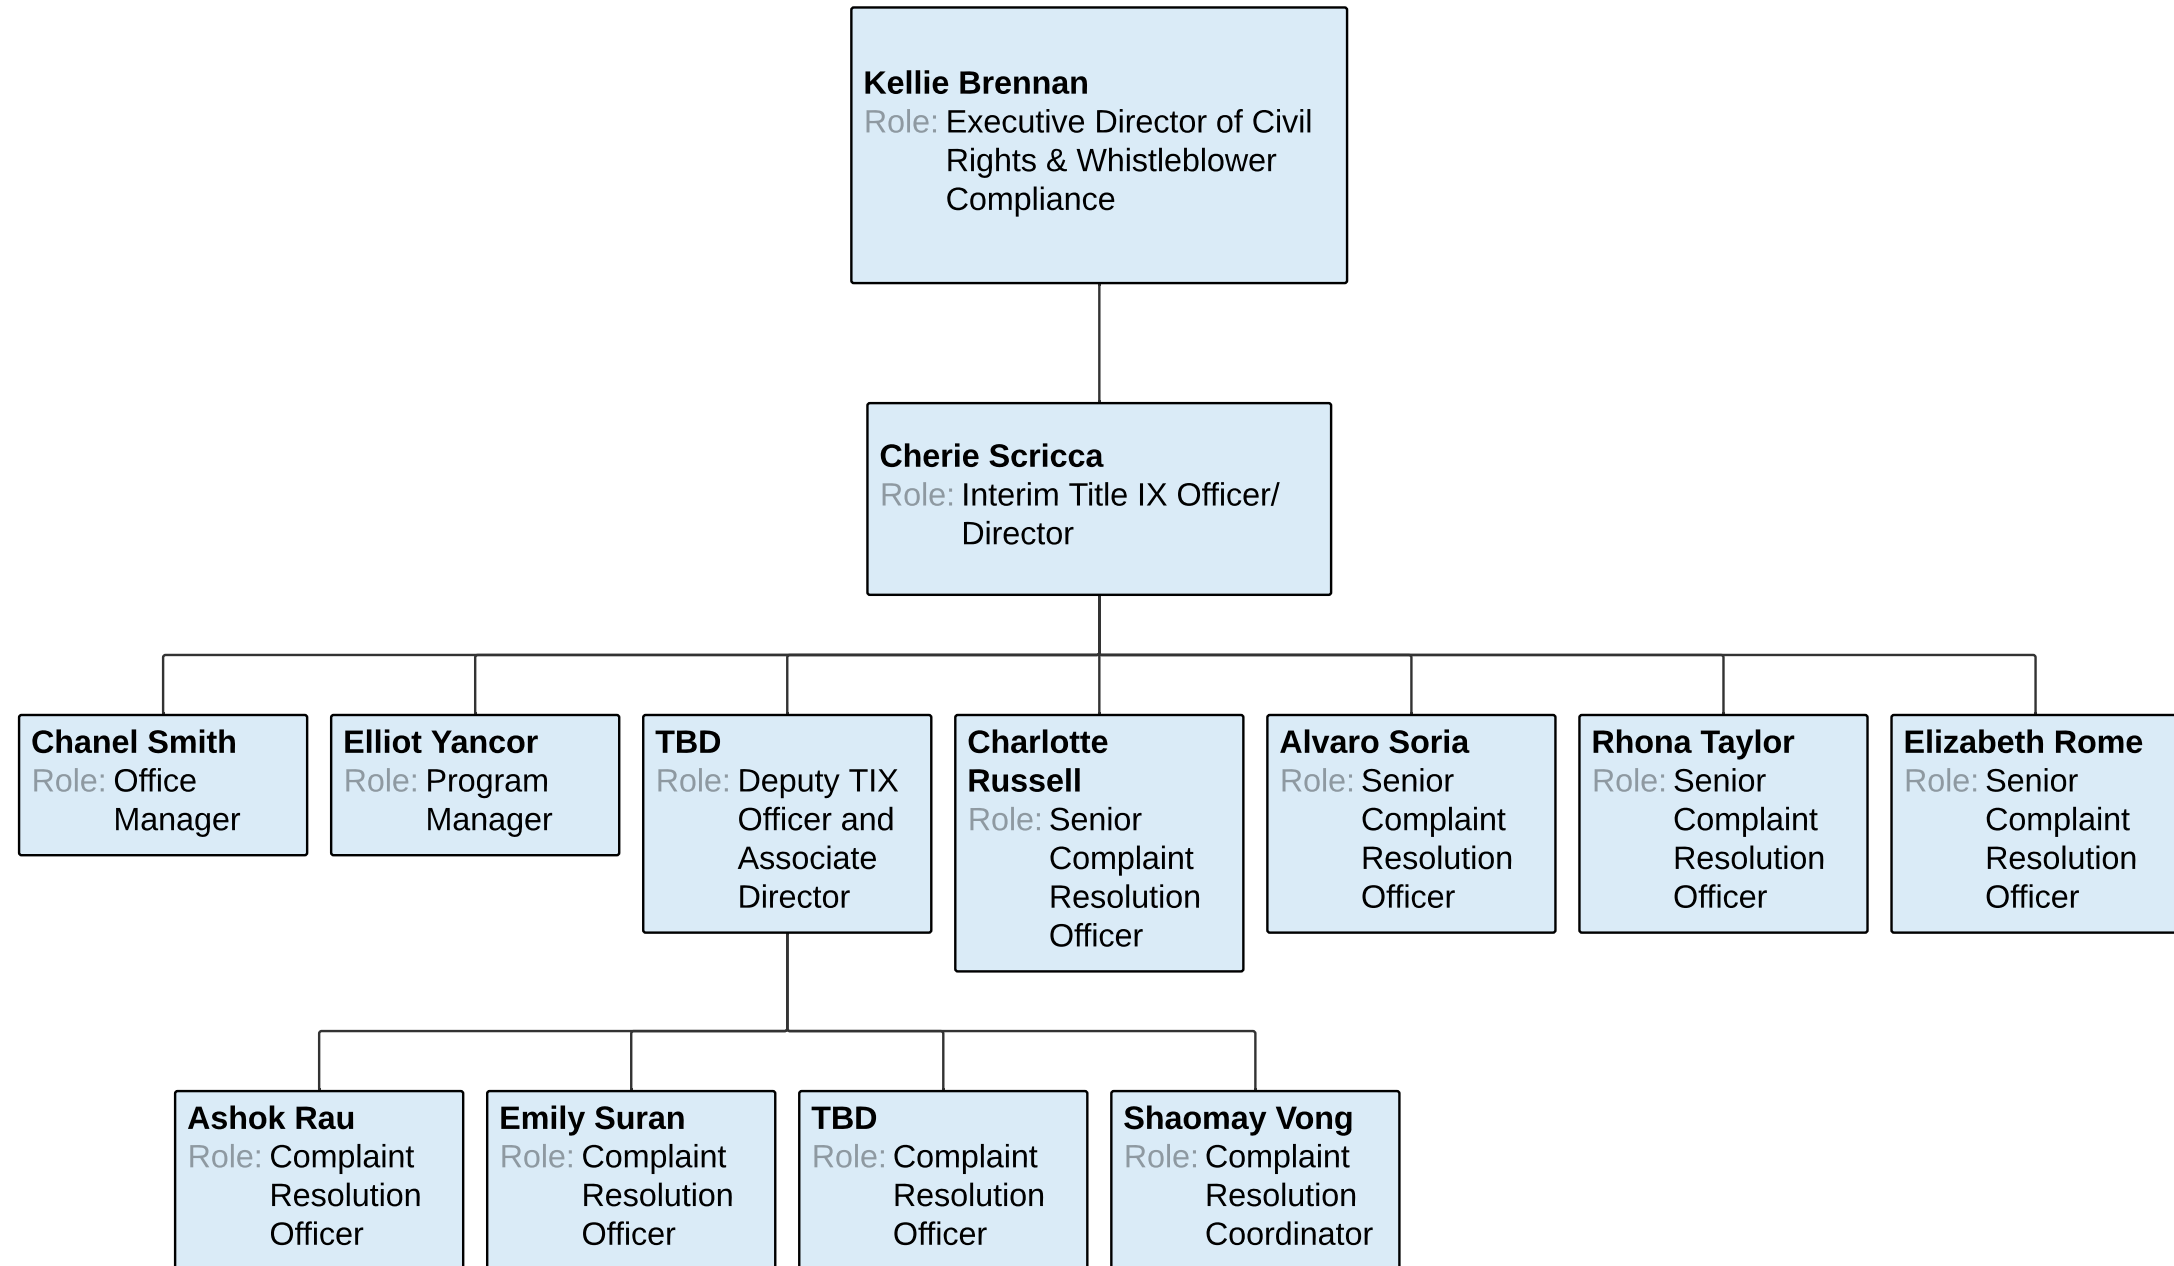 Kellie Brennan
Role: Executive Director of Civil
Rights & Whistleblower
Compliance
Cherie Scricca
Role: Interim Title IX Officer/
Director
Chanel Smith
Role: Office
Manager
Elliot Yancor
Role: Program
Manager
TBD
Role: Deputy TIX
Officer and
Associate
Director
Charlotte
Russell
Role: Senior
Complaint
Resolution
Officer
Alvaro Soria
Role: Senior
Complaint
Resolution
Officer
Rhona Taylor
Role: Senior
Complaint
Resolution
Officer
Elizabeth Rome
Role: Senior
Complaint
Resolution
Officer
Ashok Rau
Role: Complaint
Resolution
Officer
Emily Suran
Role: Complaint
Resolution
Officer
TBD
Role: Complaint
Resolution
Officer
Shaomay Vong
Role: Complaint
Resolution
Coordinator